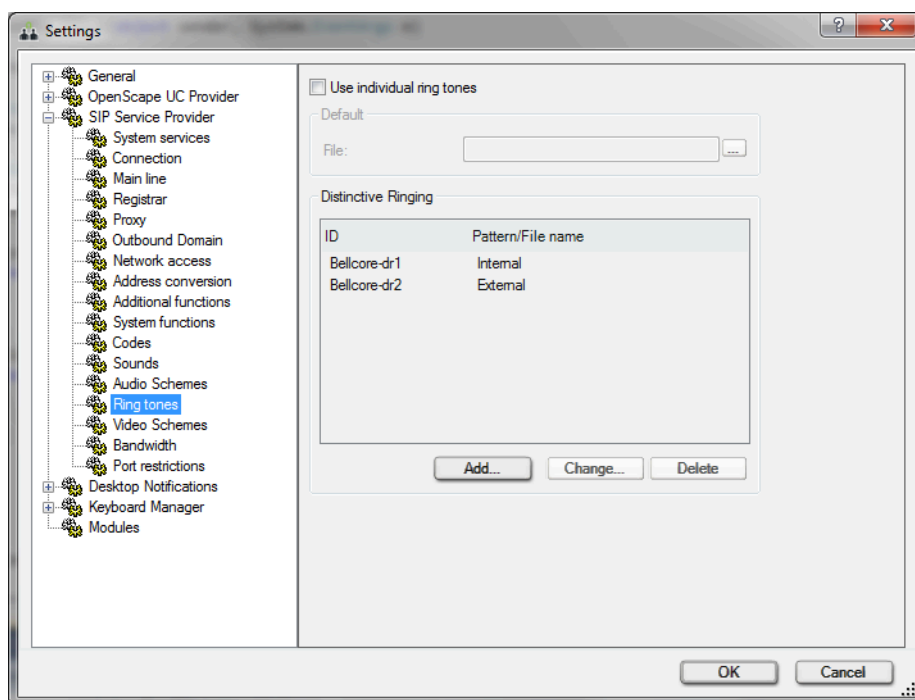 Settings
?
General
OpenScape UC Provider
SIP Service Provider
System services
Connection
Main line
Registrar
Proxy
Outbound Domain
Network access
Address conversion
Additional functions
System functions
Codes
Sounds
Audio Schemes
Ring tones
Video Schemes
Bandwidth
Port restrictions
Desktop Notifications
Keyboard Manager
Modules
Use individual ring tones
Default
File:
...
Distinctive Ringing
ID Pattern/File name
Bellcore-dr1 Internal
Bellcore-dr2 External
Add... Change... Delete
OK Cancel